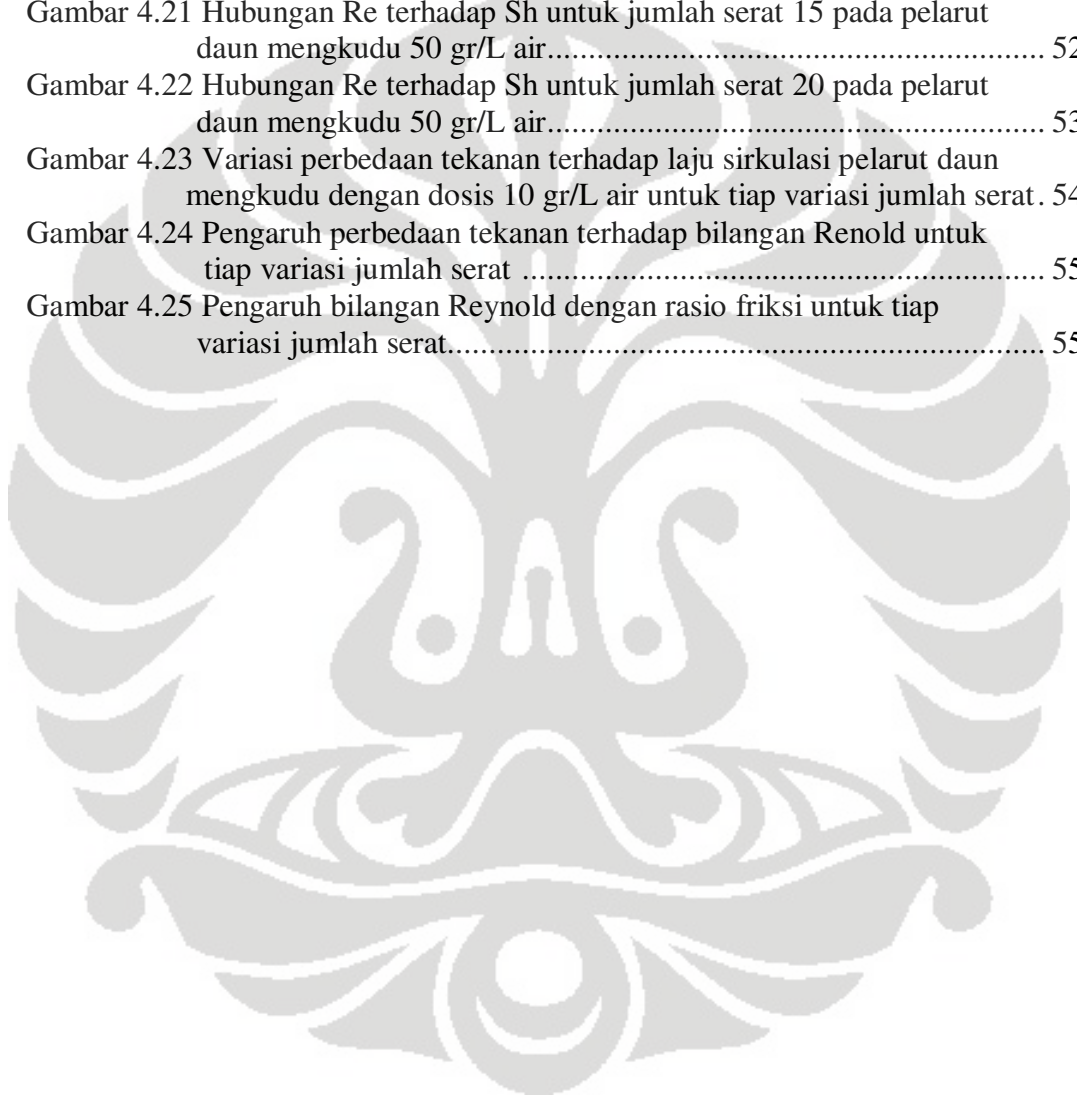 Gambar 4.21 Hubungan Re terhadap Sh untuk jumlah serat 15 pada pelarut
daun mengkudu 50 gr/L air.............................................................. 52
Gambar 4.22 Hubungan Re terhadap Sh untuk jumlah serat 20 pada pelarut
daun mengkudu 50 gr/L air.............................................................. 53
Gambar 4.23 Variasi perbedaan tekanan terhadap laju sirkulasi pelarut daun
mengkudu dengan dosis 10 gr/L air untuk tiap variasi jumlah serat. 54
Gambar 4.24 Pengaruh perbedaan tekanan terhadap bilangan Renold untuk
tiap variasi jumlah serat ................................................................. 55
Gambar 4.25 Pengaruh bilangan Reynold dengan rasio friksi untuk tiap
variasi jumlah serat.......................................................................... 55